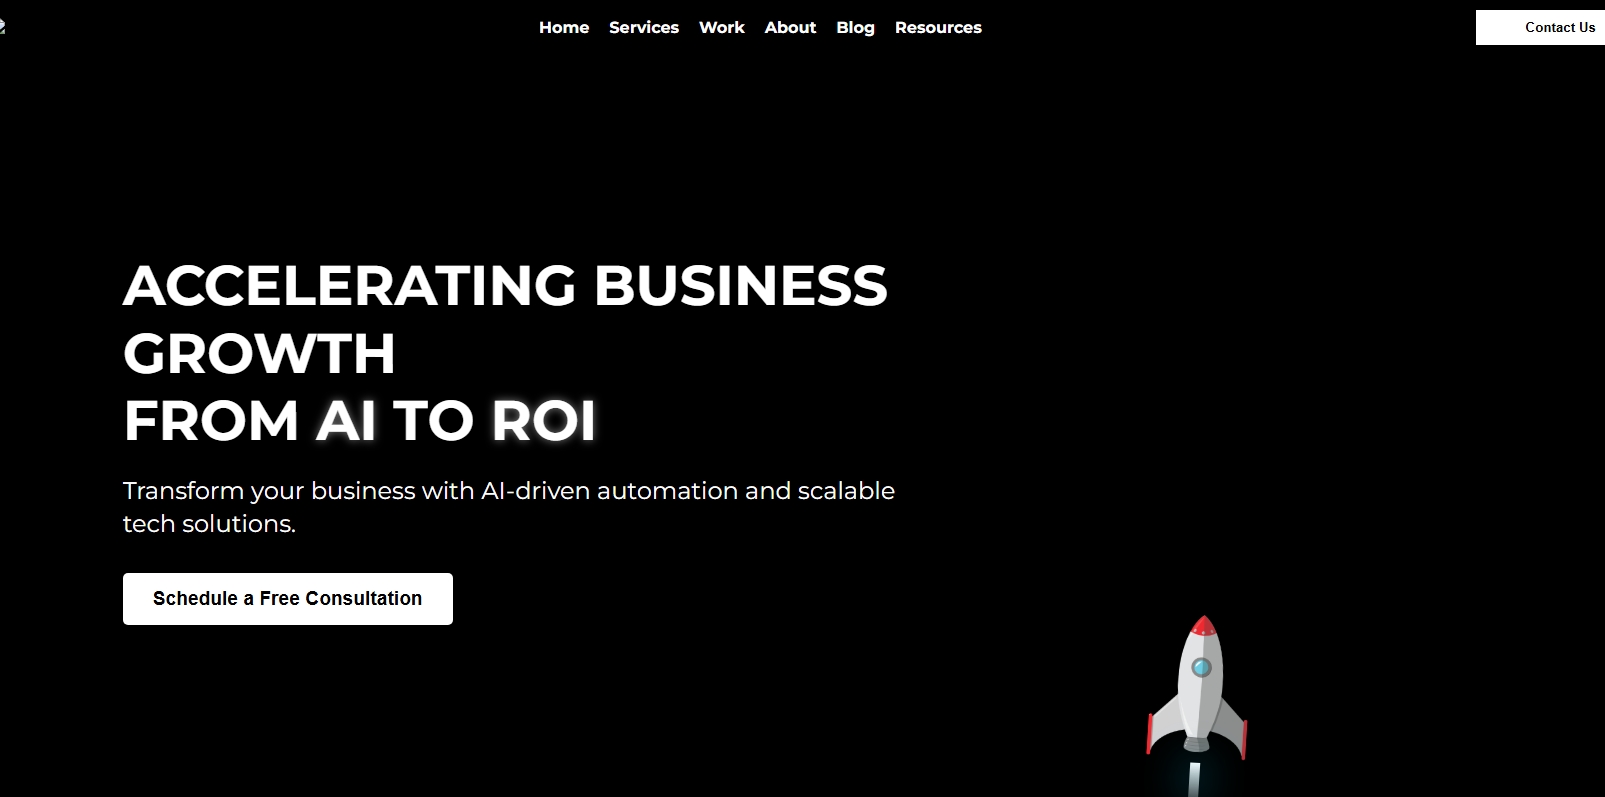 Home Services Work About Blog Resources Contact Us
ACCELERATING BUSINESS
GROWTH
FROM AI TO ROI
Transform your business with AI-driven automation and scalable
tech solutions.
Schedule a Free Consultation